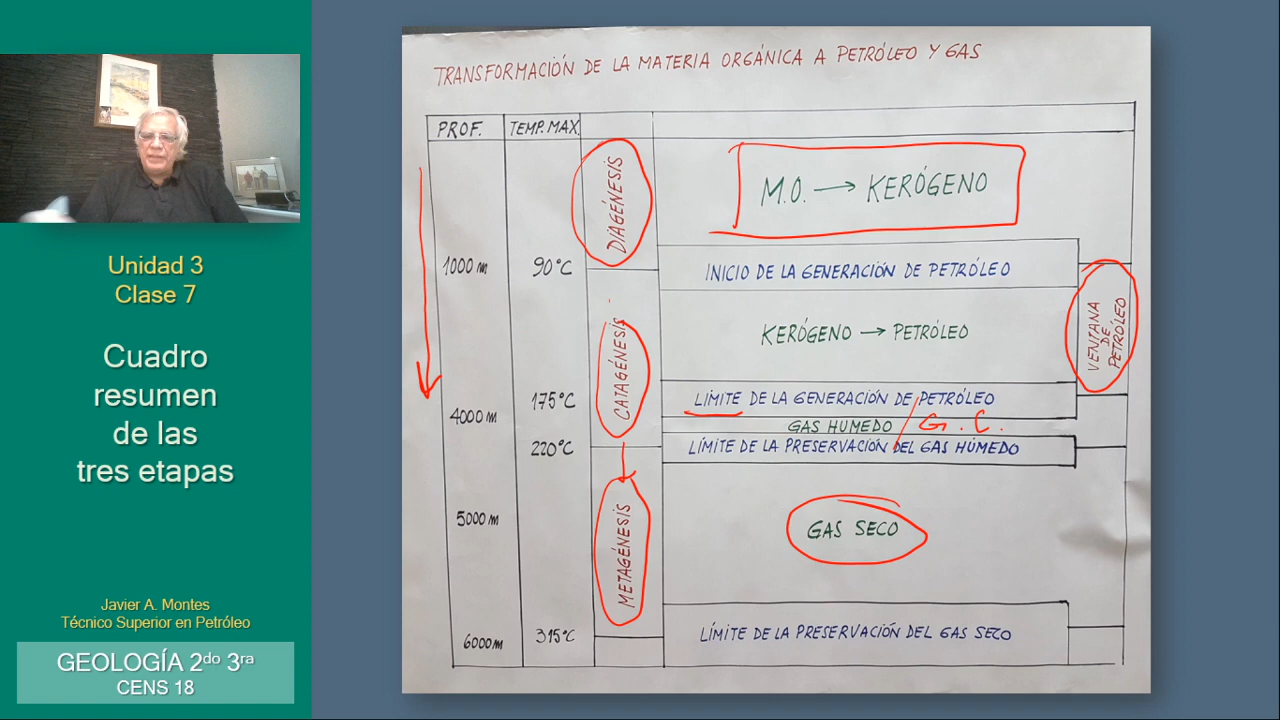 Unidad 3
Clase 7
Cuadro
resumen
de las
tres etapas
Javier A. Montes
Técnico Superior en Petróleo
GEOLOGÍA 2do 3ra
CENS 18
TRANSFORMACIÓN DE LA MATERIA ORGÁNICA A PETRÓLEO Y GAS
PROF.
TEMP. MAX.
DIAGÉNESIS
M.O. → KERÓGENO
1000 m
90°C
INICIO DE LA GENERACIÓN DE PETRÓLEO
CATAGÉNESIS
KERÓGENO → PETRÓLEO
VENTANA
DE
PETRÓLEO
4000 m
175°C
LÍMITE DE LA GENERACIÓN DE PETRÓLEO
GAS HUMEDO / G. C.
220°C
LÍMITE DE LA PRESERVACIÓN DEL GAS HÚMEDO
5000 m
METAGÉNESIS
GAS SECO
6000 m
315°C
LÍMITE DE LA PRESERVACIÓN DEL GAS SECO